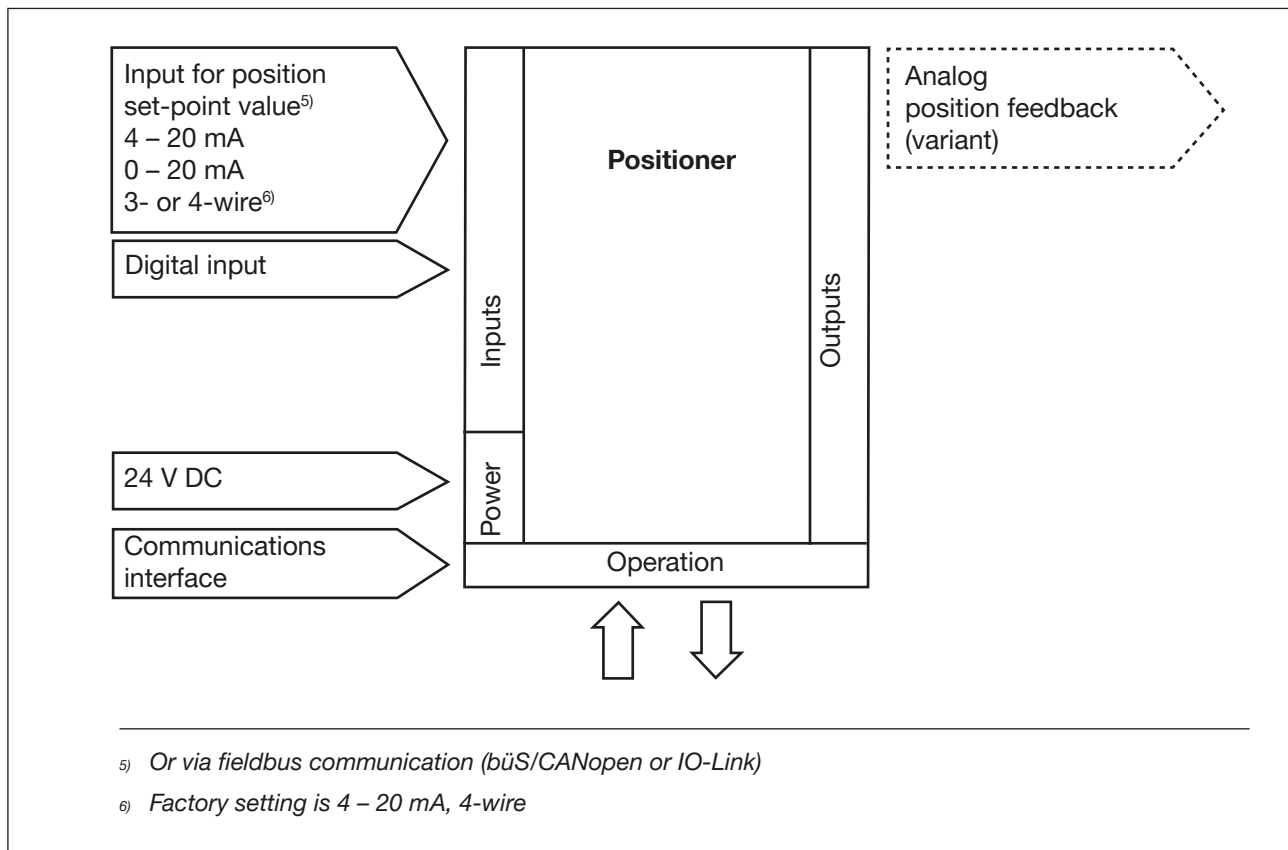 Input for position
set-point value5)
4 – 20 mA
0 – 20 mA
3- or 4-wire6)
Digital input
24 V DC
Communications
interface
Inputs
Power
Positioner
Operation
Outputs
Analog
position feedback
(variant)
5) Or via fieldbus communication (büS/CANopen or IO-Link)
6) Factory setting is 4 – 20 mA, 4-wire